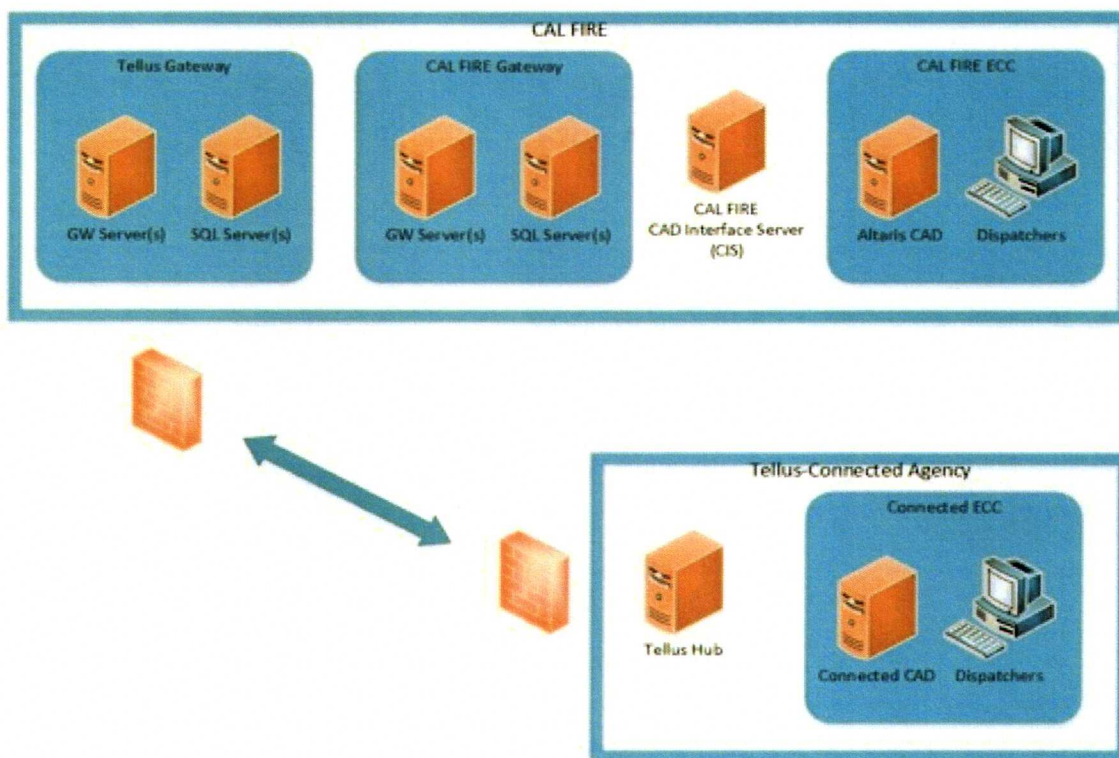 CAL FIRE
Tellus Gateway
GW Server(s)
SQL Server(s)
CAL FIRE Gateway
GW Server(s)
SQL Server(s)
CAL FIRE
CAD Interface Server
(CIS)
CAL FIRE ECC
Altaris CAD
Dispatchers
Tellus-Connected Agency
Tellus Hub
Connected ECC
Connected CAD
Dispatchers